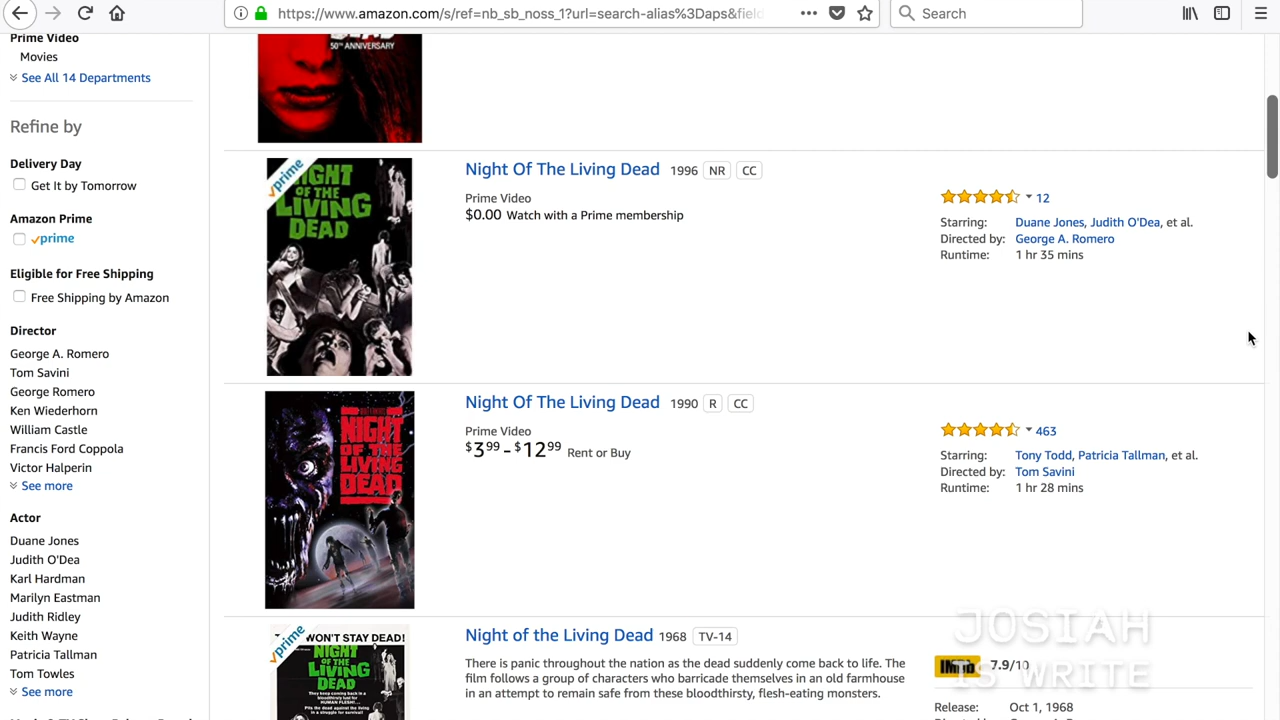 https://www.amazon.com/s/ref=nb_sb_noss_1?url=search-alias%3Daps&field
Search
Prime Video
Movies
See All 14 Departments
Refine by
Delivery Day
Get It by Tomorrow
Amazon Prime
prime
Eligible for Free Shipping
Free Shipping by Amazon
Director
George A. Romero
Tom Savini
George Romero
Ken Wiederhorn
William Castle
Francis Ford Coppola
Victor Halperin
See more
Actor
Duane Jones
Judith O'Dea
Karl Hardman
Marilyn Eastman
Judith Ridley
Keith Wayne
Patricia Tallman
Tom Towles
See more
50TH ANNIVERSARY
prime
NIGHT
OF THE
LIVING
DEAD
Night Of The Living Dead 1996 NR CC
Prime Video
$0.00 Watch with a Prime membership
12
Starring: Duane Jones, Judith O'Dea, et al.
Directed by: George A. Romero
Runtime: 1 hr 35 mins
NIGHT
OF THE
LIVING
DEAD
Night Of The Living Dead 1990 R CC
Prime Video
$3.99 - $12.99 Rent or Buy
463
Starring: Tony Todd, Patricia Tallman, et al.
Directed by: Tom Savini
Runtime: 1 hr 28 mins
prime
WON'T STAY DEAD!
NIGHT
OF THE
LIVING
DEAD
Night of the Living Dead 1968 TV-14
There is panic throughout the nation as the dead suddenly come back to life. The
film follows a group of characters who barricade themselves in an old farmhouse
in an attempt to remain safe from these bloodthirsty, flesh-eating monsters.
IMDb 7.9/10
Release: Oct 1, 1968
JOSIAH
IS WRITE